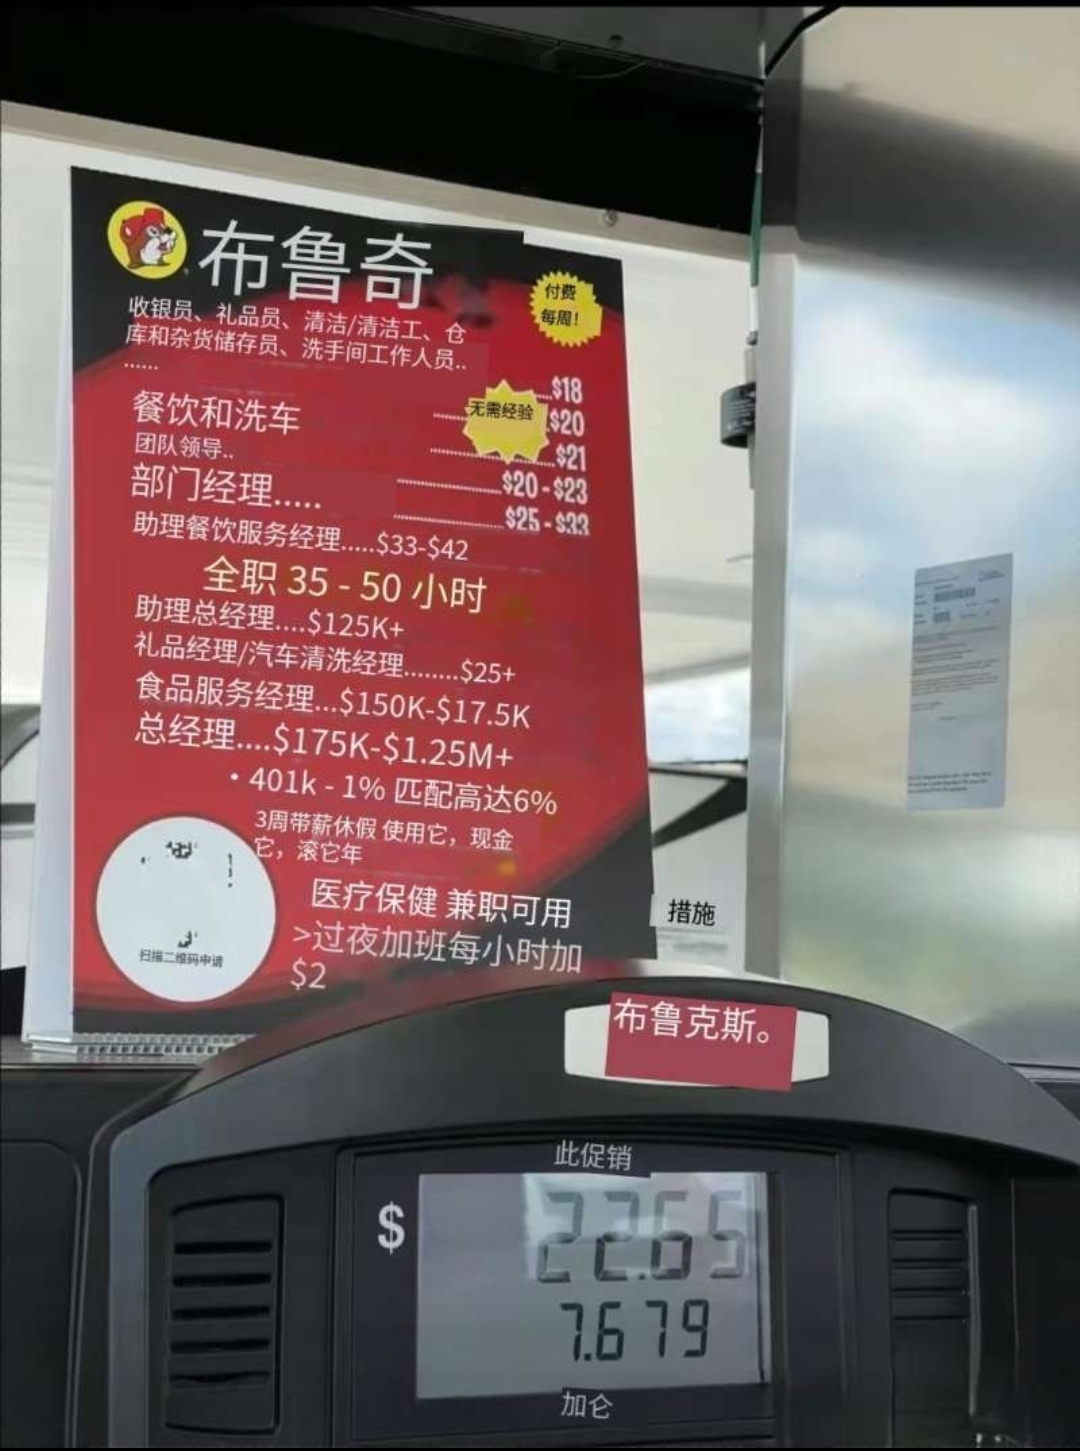 布鲁奇
付费
每周!
收银员、礼品员、清洁/清洁工、仓
库和杂货储存员、洗手间工作人员..
......
$18
无需经验
餐饮和洗车
$20
团队领导..
$21
部门经理.....
$20-$23
$25-$33
助理餐饮服务经理.....$33-$42
全职 35 - 50 小时
助理总经理....$125K+
礼品经理/汽车清洗经理........$25+
食品服务经理...$150K-$17.5K
总经理....$175K-$1.25M+
• 401k - 1% 匹配高达6%
3周带薪休假 使用它，现金
它，滚它年
医疗保健 兼职可用
>过夜加班每小时加
$2
扫描二维码申请
措施
布鲁克斯。
此促销
$
22.65
7.679
加仑